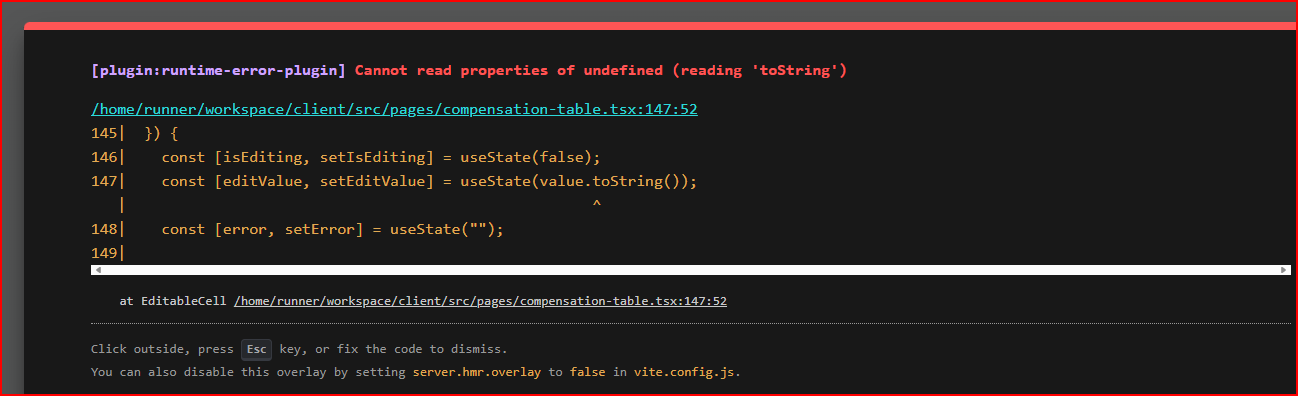 [plugin:runtime-error-plugin] Cannot read properties of undefined (reading 'toString')
/home/runner/workspace/client/src/pages/compensation-table.tsx:147:52
145|  }) {
146|    const [isEditing, setIsEditing] = useState(false);
147|    const [editValue, setEditValue] = useState(value.toString());
   |                                                     ^
148|    const [error, setError] = useState("");
149|
at EditableCell /home/runner/workspace/client/src/pages/compensation-table.tsx:147:52
Click outside, press Esc key, or fix the code to dismiss.
You can also disable this overlay by setting server.hmr.overlay to false in vite.config.js.